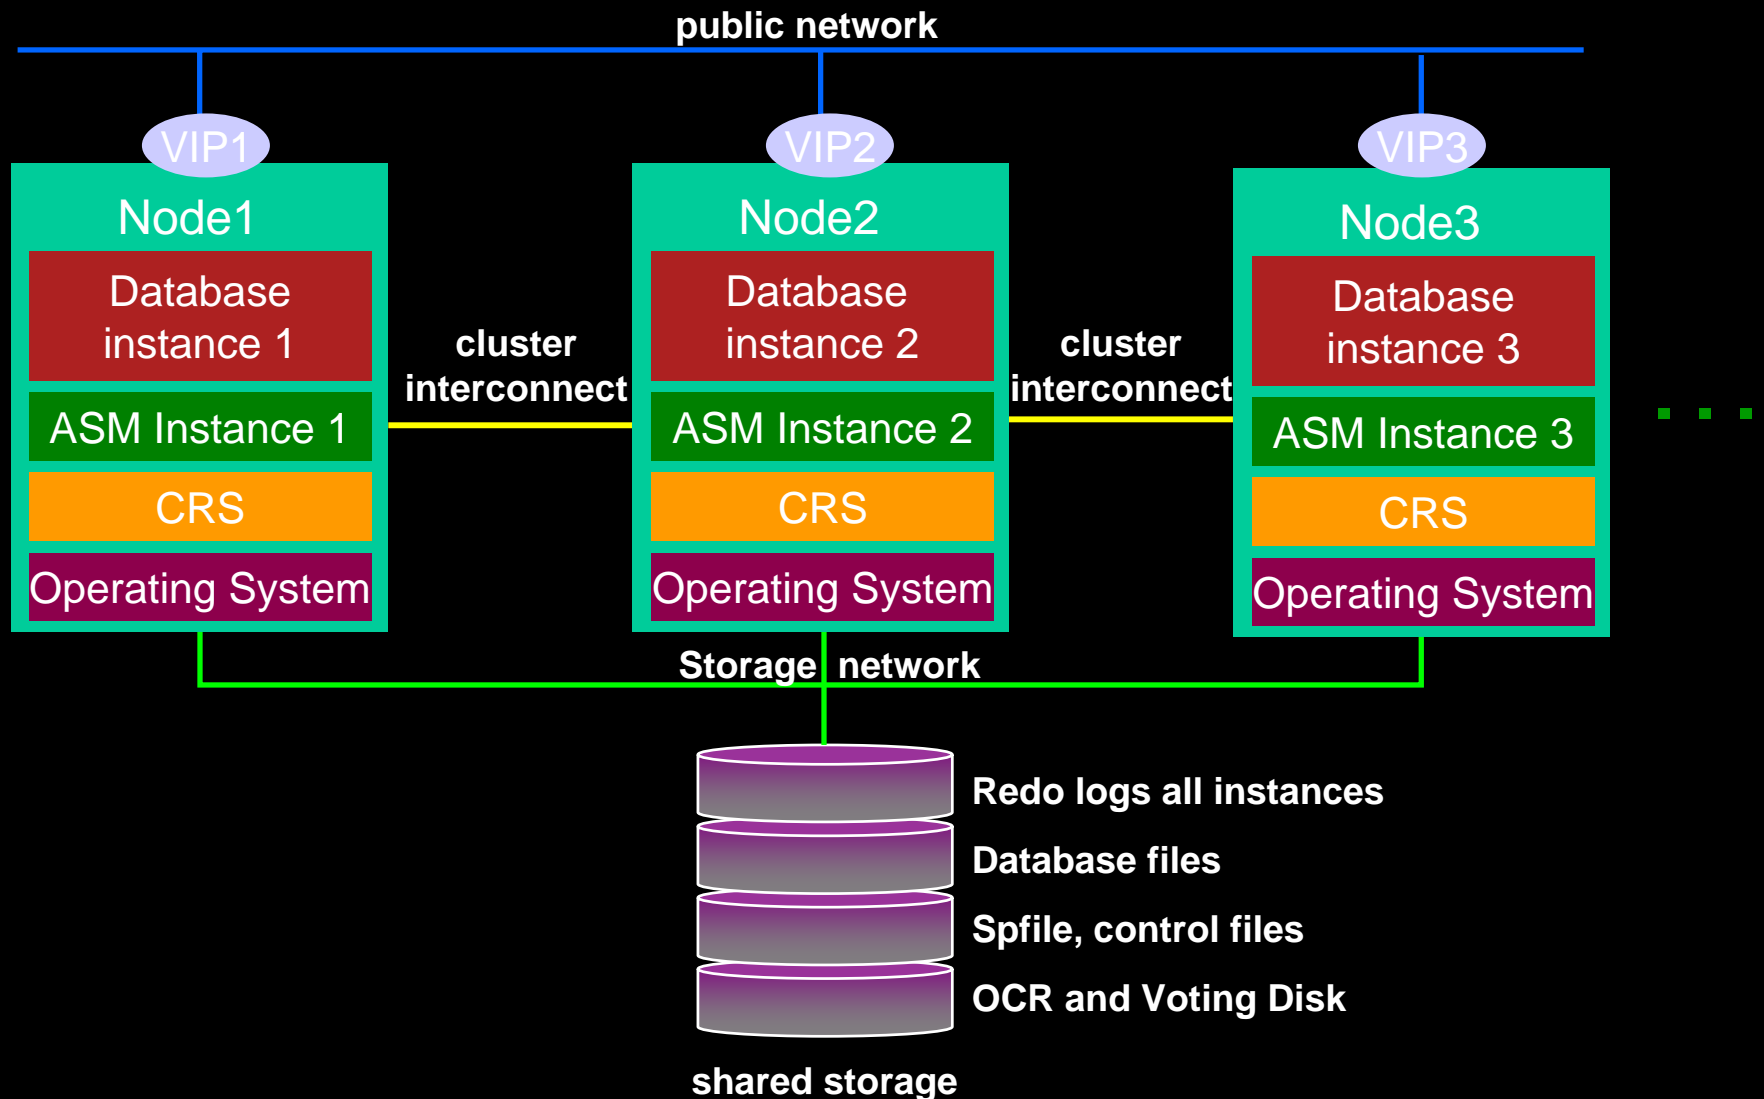 public network
VIP1
VIP2
VIP3
Node1
Database
instance 1
ASM Instance 1
CRS
Operating System
cluster
interconnect
Node2
Database
instance 2
ASM Instance 2
CRS
Operating System
cluster
interconnect
Node3
Database
instance 3
ASM Instance 3
CRS
Operating System
Storage network
Redo logs all instances
Database files
Spfile, control files
OCR and Voting Disk
shared storage